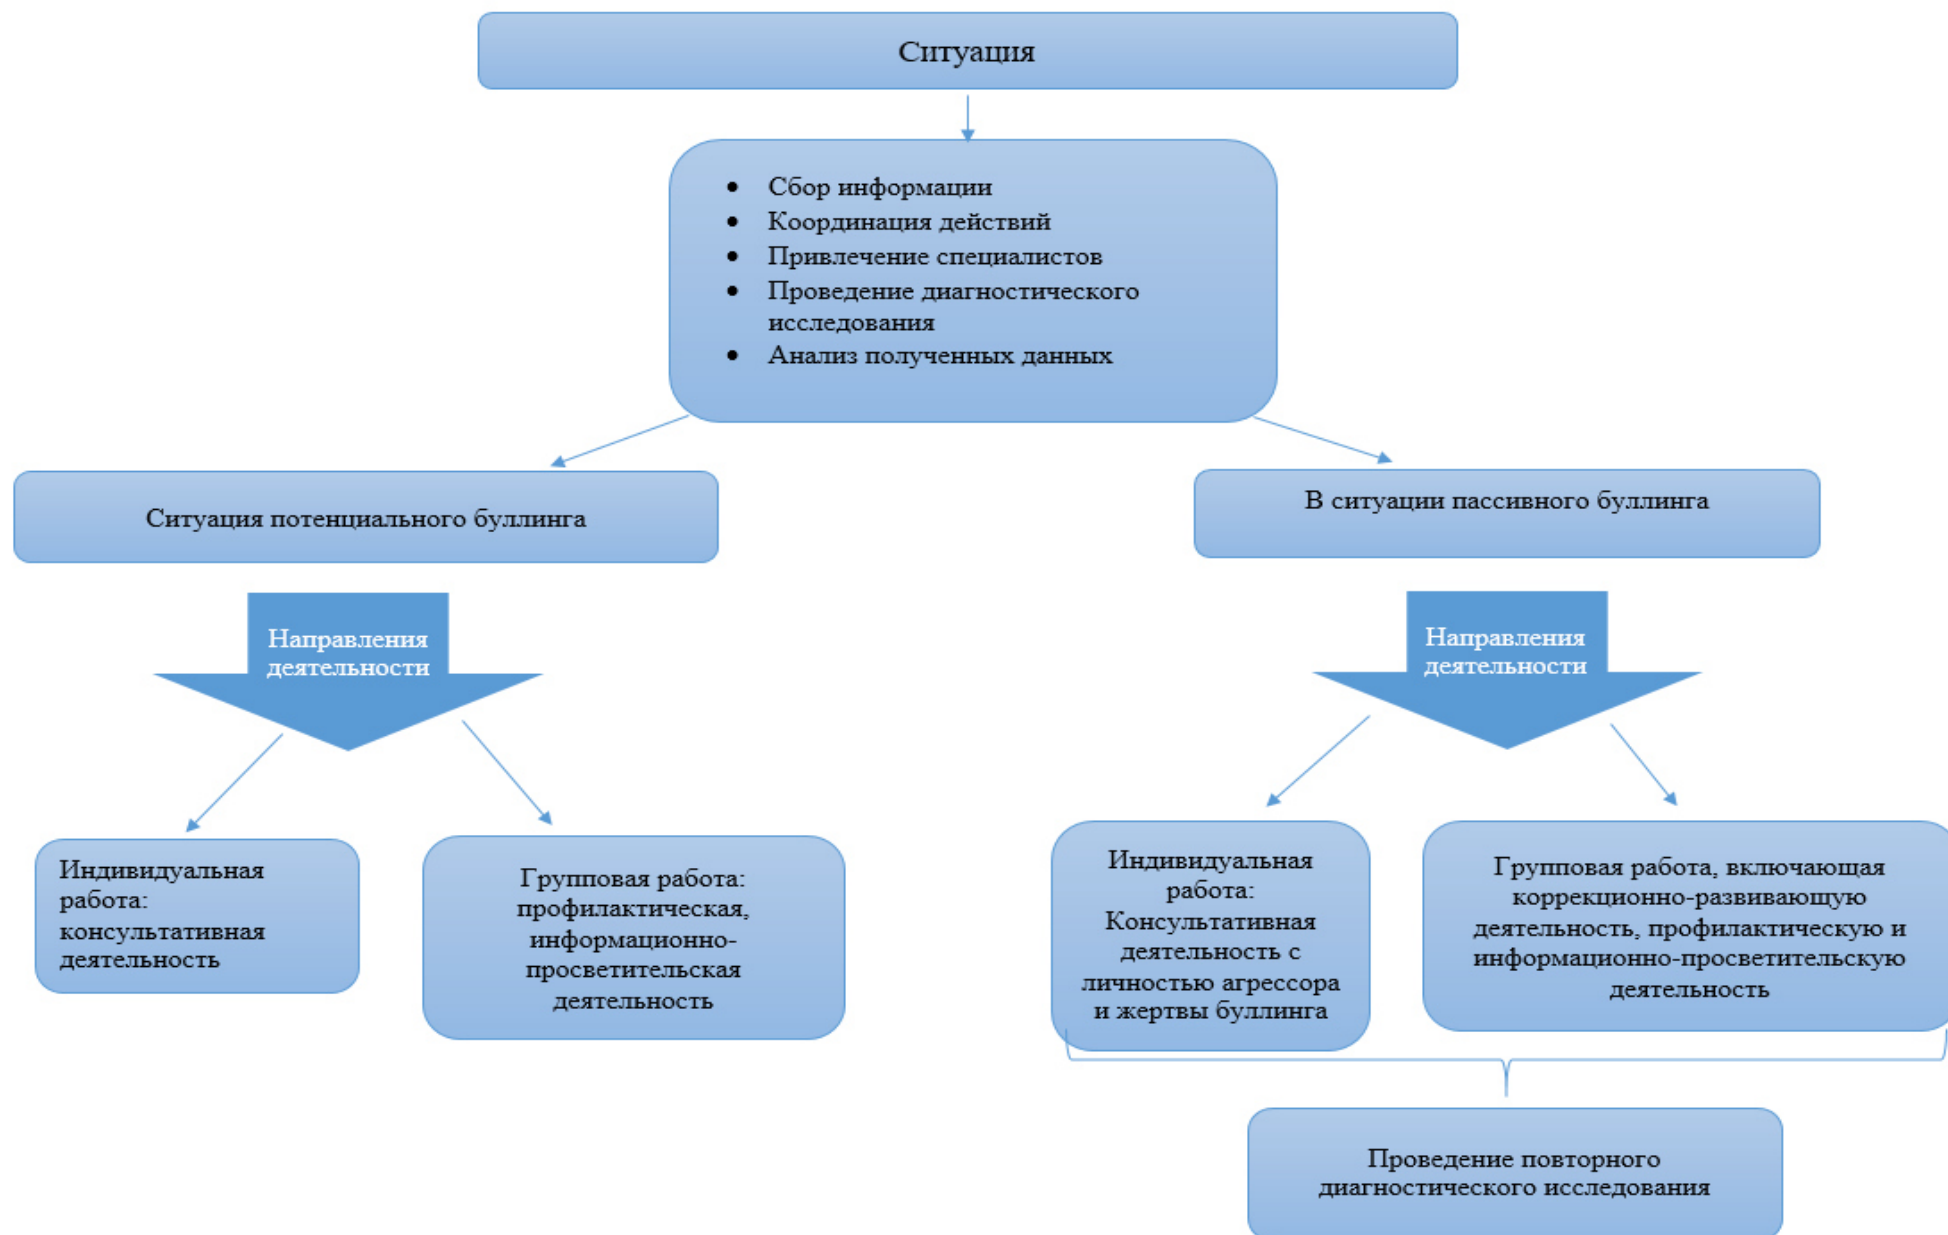 Ситуация
• Сбор информации
• Координация действий
• Привлечение специалистов
• Проведение диагностического
исследования
• Анализ полученных данных
Ситуация потенциального буллинга
В ситуации пассивного буллинга
Направления
деятельности
Направления
деятельности
Индивидуальная
работа:
консультативная
деятельность
Групповая работа:
профилактическая,
информационно-
просветительская
деятельность
Индивидуальная
работа:
Консультативная
деятельность с
личностью агрессора
и жертвы буллинга
Групповая работа, включающая
коррекционно-развивающую
деятельность, профилактическую и
информационно-просветительскую
деятельность
Проведение повторного
диагностического исследования